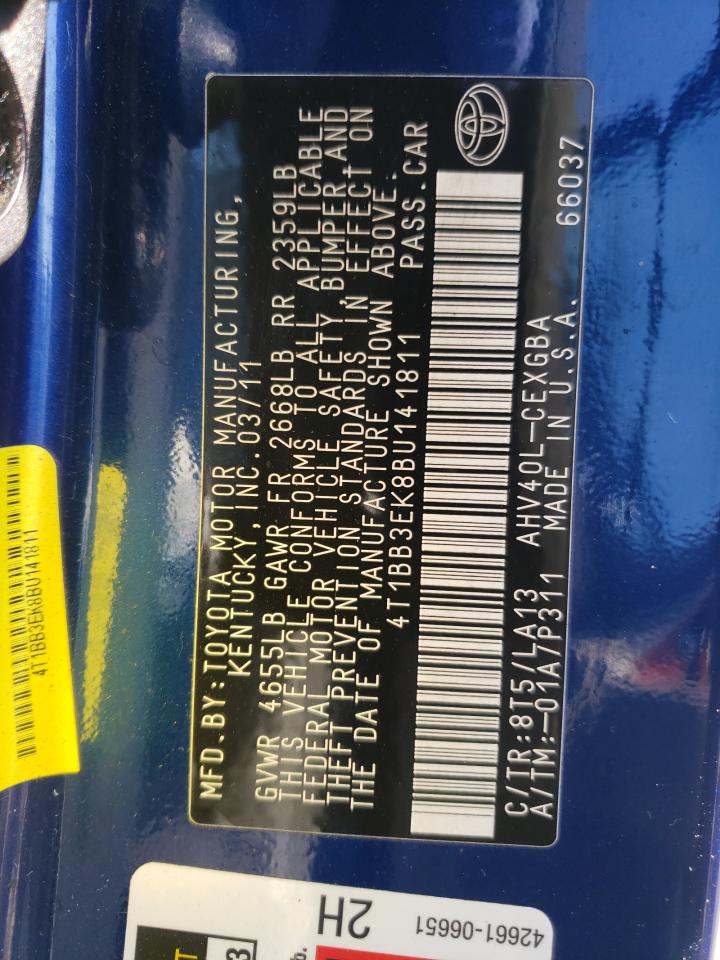 MFD.BY:TOYOTA MOTOR MANUFACTURING,
KENTUCKY, INC.03/11
GVWR 4655LB GAWR FR 2668LB RR 2359LB
THIS VEHICLE CONFORMS TO ALL APPLICABLE
FEDERAL MOTOR VEHICLE SAFETY, BUMPER AND
THEFT PREVENTION STANDARDS IN EFFECT ON
THE DATE OF MANUFACTURE SHOWN ABOVE.
4T1BB3EK8BU141811 PASS.CAR
C/TR:8T5/LA13 AHV40L-CEXGBA
A/TM:-01A/P311 MADE IN U.S.A. 66037
4T1BB3EK8BU141811
42661-06651
2H